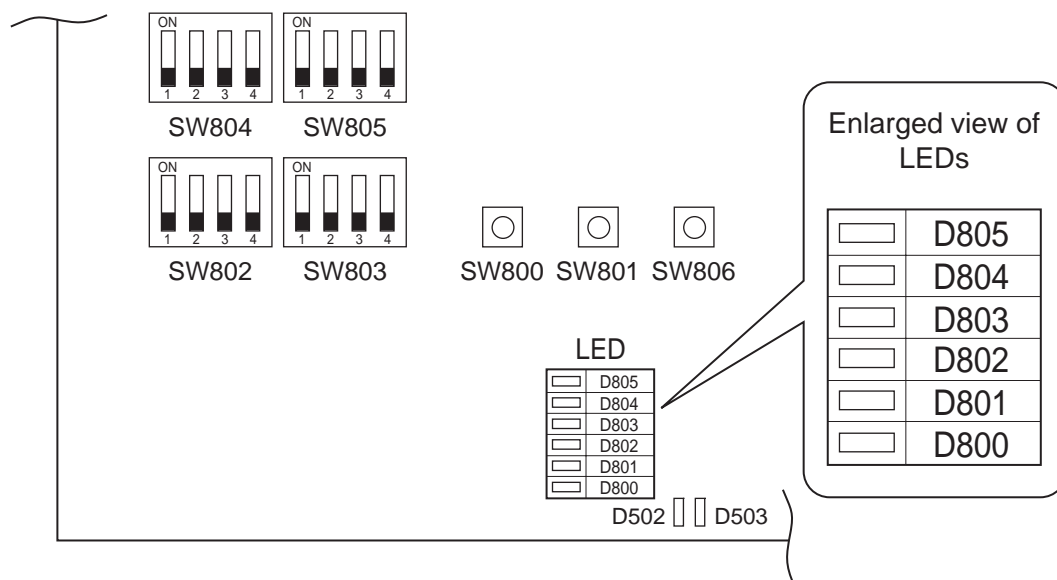 ON ON
1 2 3 4 1 2 3 4
SW804 SW805
ON ON
1 2 3 4 1 2 3 4
SW802 SW803
SW800 SW801 SW806
LED
D805
D804
D803
D802
D801
D800
D502 D503
Enlarged view of
LEDs
D805
D804
D803
D802
D801
D800